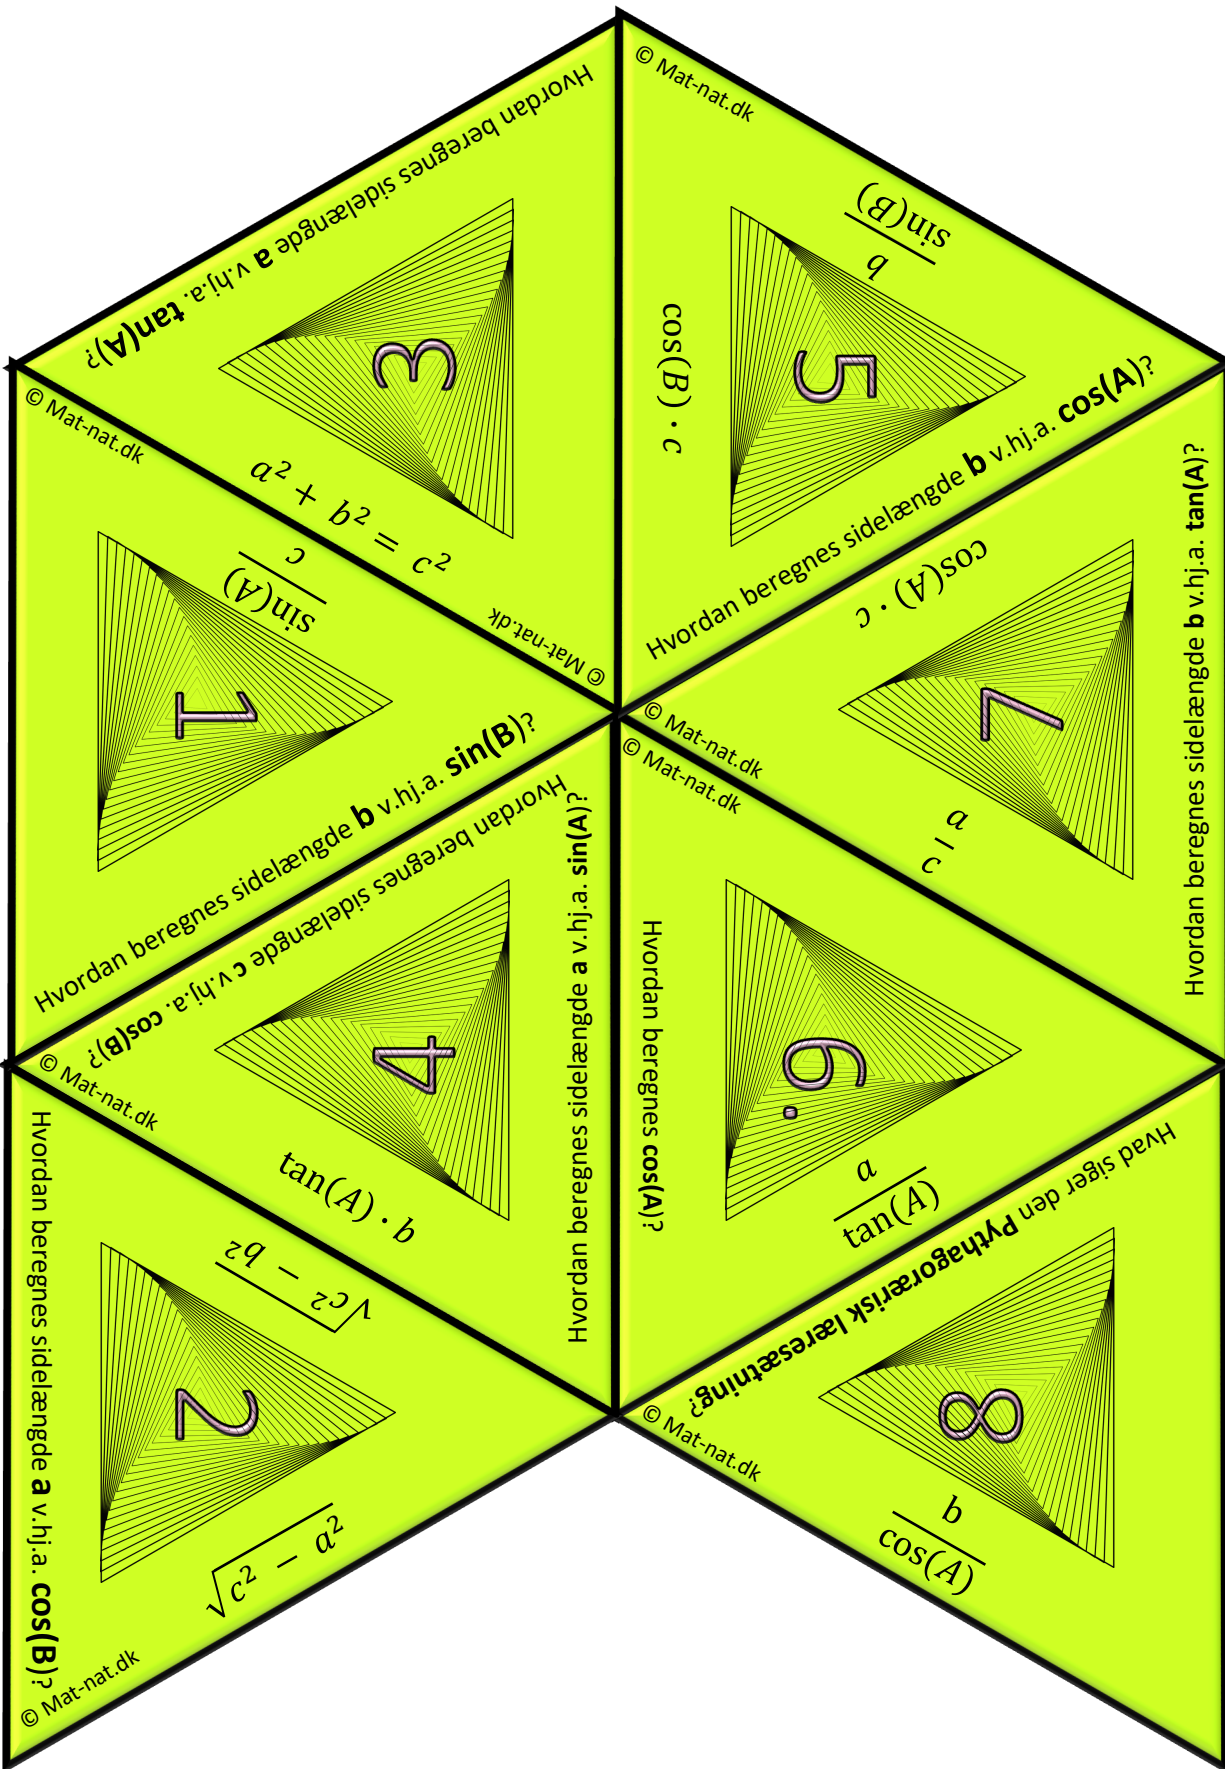 Hvordan beregnes sidelængde a v.hj.a. tan(A)?
3
a² + b² = c²
© Mat-nat.dk
© Mat-nat.dk
sin(B)
b
5
cos(B) · c
Hvordan beregnes sidelængde b v.hj.a. cos(A)?
© Mat-nat.dk
sin(A)
c
1
Hvordan beregnes sidelængde b v.hj.a. sin(B)?
cos(A) · c
7
Hvordan beregnes sidelængde b v.hj.a. tan(A)?
© Mat-nat.dk
a
c
Hvordan beregnes sidelængde c v.hj.a. cos(B)?
4
Hvordan beregnes sidelængde a v.hj.a. sin(A)?
© Mat-nat.dk
tan(A) · b
© Mat-nat.dk
6.
Hvordan beregnes cos(A)?
a
tan(A)
Hvordan beregnes sidelængde a v.hj.a. cos(B)?
√c² − b²
2
√c² − a²
© Mat-nat.dk
Hvad siger den Pythagorærisk læresætning?
8
© Mat-nat.dk
b
cos(A)